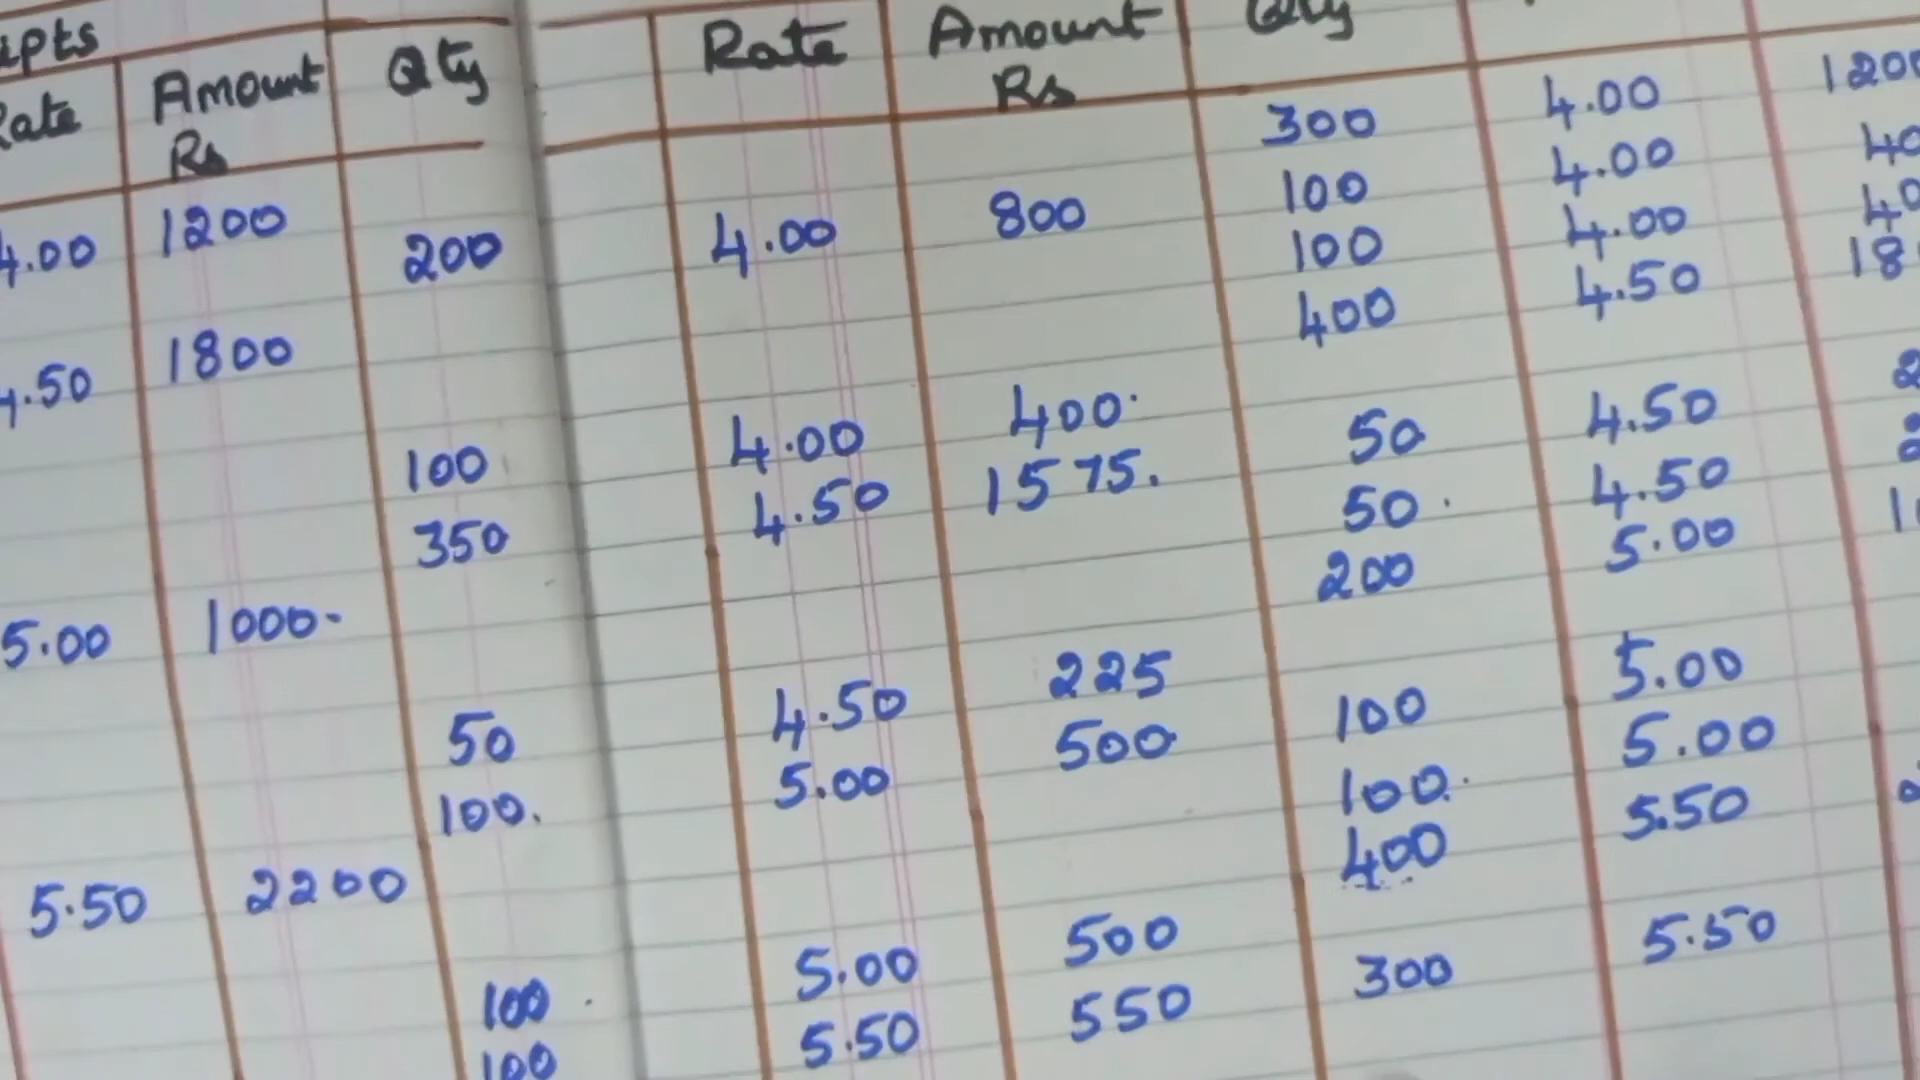 Rate Amount Qty Rate Amount Qty
Rs Rs
300 4.00
4.00 1200 200 4.00 800 100 4.00
100 4.00
4.50 1800 400 4.50
100 4.00 400 50 4.50
350 4.50 1575. 50 4.50
5.00 1000- 200 5.00
50 4.50 225 100 5.00
100. 5.00 500 100. 5.00
5.50 2200 400 5.50
100 5.00 500 300 5.50
100 5.50 550